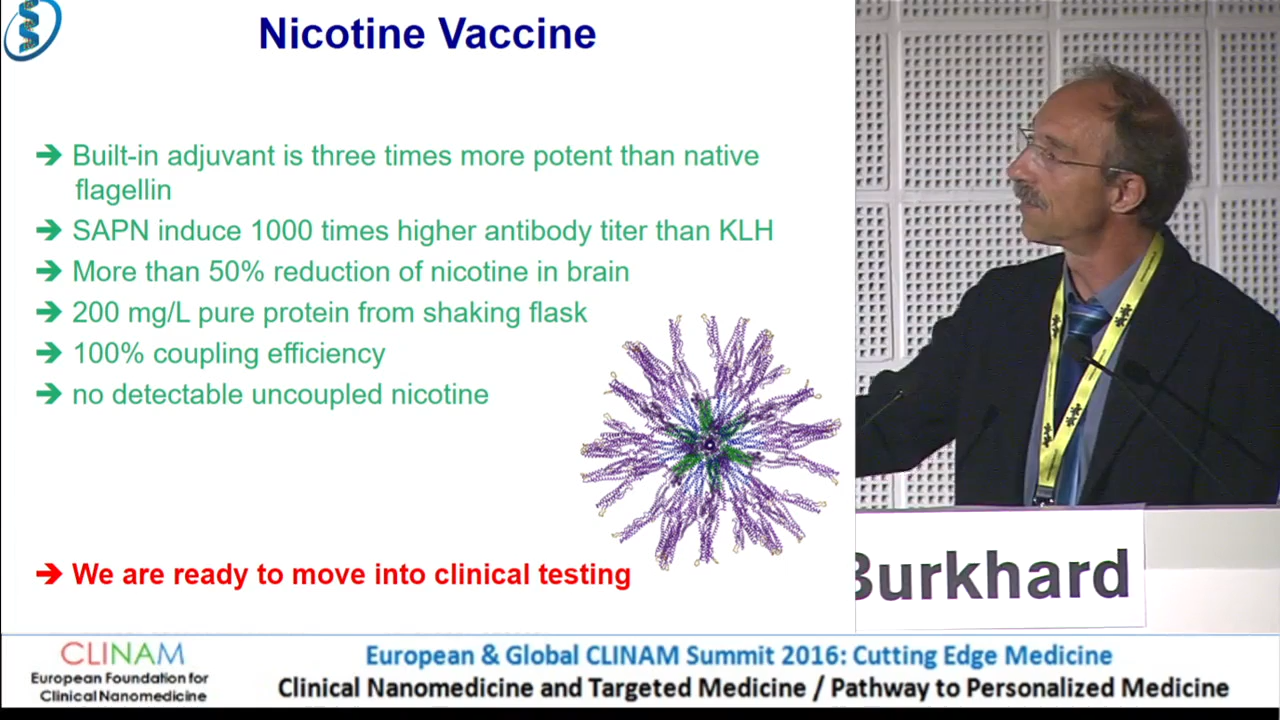 Nicotine Vaccine
➔ Built-in adjuvant is three times more potent than native
flagellin
➔ SAPN induce 1000 times higher antibody titer than KLH
➔ More than 50% reduction of nicotine in brain
➔ 200 mg/L pure protein from shaking flask
➔ 100% coupling efficiency
➔ no detectable uncoupled nicotine
➔ We are ready to move into clinical testing
Burkhard
CLINAM
European Foundation for
Clinical Nanomedicine
European & Global CLINAM Summit 2016: Cutting Edge Medicine
Clinical Nanomedicine and Targeted Medicine / Pathway to Personalized Medicine